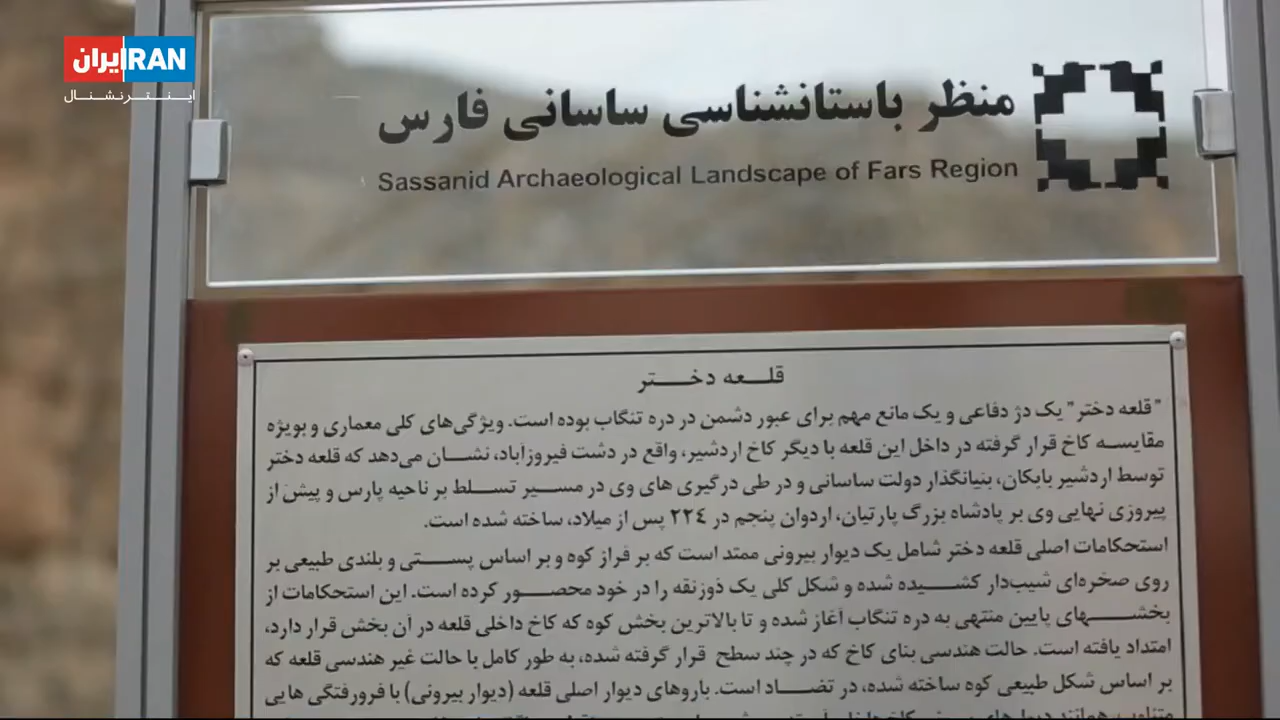 ایران IRAN
اینترنشنال
منظر باستانشناسی ساسانی فارس
Sassanid Archaeological Landscape of Fars Region
قلعه دختر
"قلعه دختر" یک دژ دفاعی و یک مانع مهم برای عبور دشمن در دره تنگاب بوده است. ویژگی‌های کلی معماری و بویژه
مقایسه کاخ قرار گرفته در داخل این قلعه با دیگر کاخ اردشیر، واقع در دشت فیروزآباد، نشان می‌دهد که قلعه دختر
توسط اردشیر بابکان، بنیانگذار دولت ساسانی و در طی درگیری های وی در مسیر تسلط بر ناحیه پارس و پیش از
پیروزی نهایی وی بر پادشاه بزرگ پارتیان، اردوان پنجم در ۲۲٤ پس از میلاد، ساخته شده است.
استحکامات اصلی قلعه دختر شامل یک دیوار بیرونی ممتد است که بر فراز کوه و بر اساس پستی و بلندی طبیعی بر
روی صخره‌ای شیب‌دار کشیده شده و شکل کلی یک ذوزنقه را در خود محصور کرده است. این استحکامات از
بخشهای پایین منتهی به دره تنگاب آغاز شده و تا بالاترین بخش کوه که کاخ داخلی قلعه در آن بخش قرار دارد،
امتداد یافته است. حالت هندسی بنای کاخ که در چند سطح قرار گرفته شده، به طور کامل با حالت غیر هندسی قلعه که
بر اساس شکل طبیعی کوه ساخته شده، در تضاد است. باروهای دیوار اصلی قلعه (دیوار بیرونی) با فرورفتگی هایی